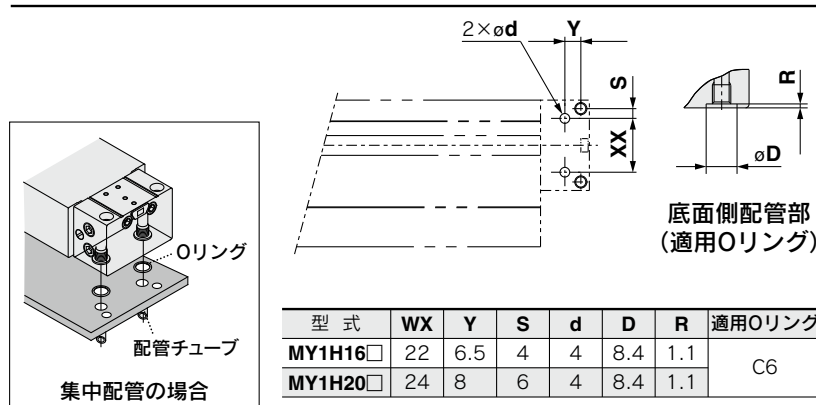 2×ød
Y
S
XX
R
øD
底面側配管部
(適用Oリング)
Oリング
配管チューブ
集中配管の場合
型 式 WX Y S d D R 適用Oリング
MY1H16□ 22 6.5 4 4 8.4 1.1 C6
MY1H20□ 24 8 6 4 8.4 1.1